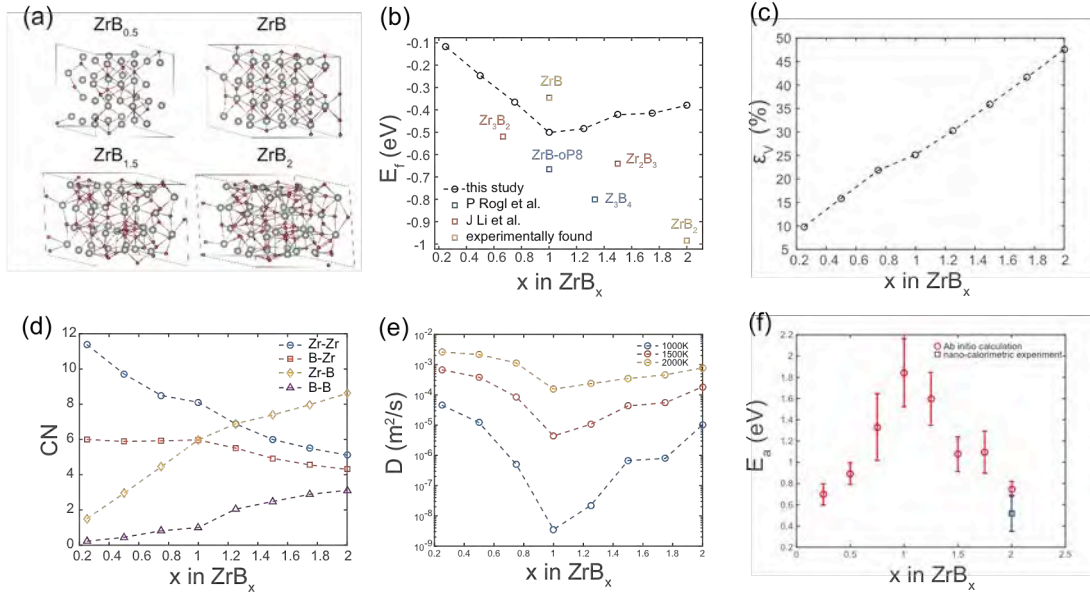 (a)
ZrB0.5
ZrB
ZrB1.5
ZrB2
(b)
-0.1
-0.2
-0.3
-0.4
-0.5
-0.6
-0.7
-0.8
-0.9
-1
Ef (eV)
ZrB
Zr3B2
ZrB-oP8
Zr2B3
Z3B4
ZrB2
this study
P Rogl et al.
J Li et al.
experimentally found
0.2 0.4 0.6 0.8 1 1.2 1.4 1.6 1.8 2
x in ZrBx
(c)
50
45
40
35
30
25
20
15
10
5
εV (%)
0.2 0.4 0.6 0.8 1 1.2 1.4 1.6 1.8 2
x in ZrBx
(d)
12
10
8
6
4
2
0
CN
Zr-Zr
B-Zr
Zr-B
B-B
0.2 0.4 0.6 0.8 1 1.2 1.4 1.6 1.8 2
x in ZrBx
(e)
10-2
10-3
10-4
10-5
10-6
10-7
10-8
10-9
D (m2/s)
1000K
1500K
2000K
0.2 0.4 0.6 0.8 1 1.2 1.4 1.6 1.8 2
x in ZrBx
(f)
2.2
2
1.8
1.6
1.4
1.2
1
0.8
0.6
0.4
0.2
Ea (eV)
Ab initio calculation
nano-calorimetric experiment
0 0.5 1 1.5 2 2.5
x in ZrBx